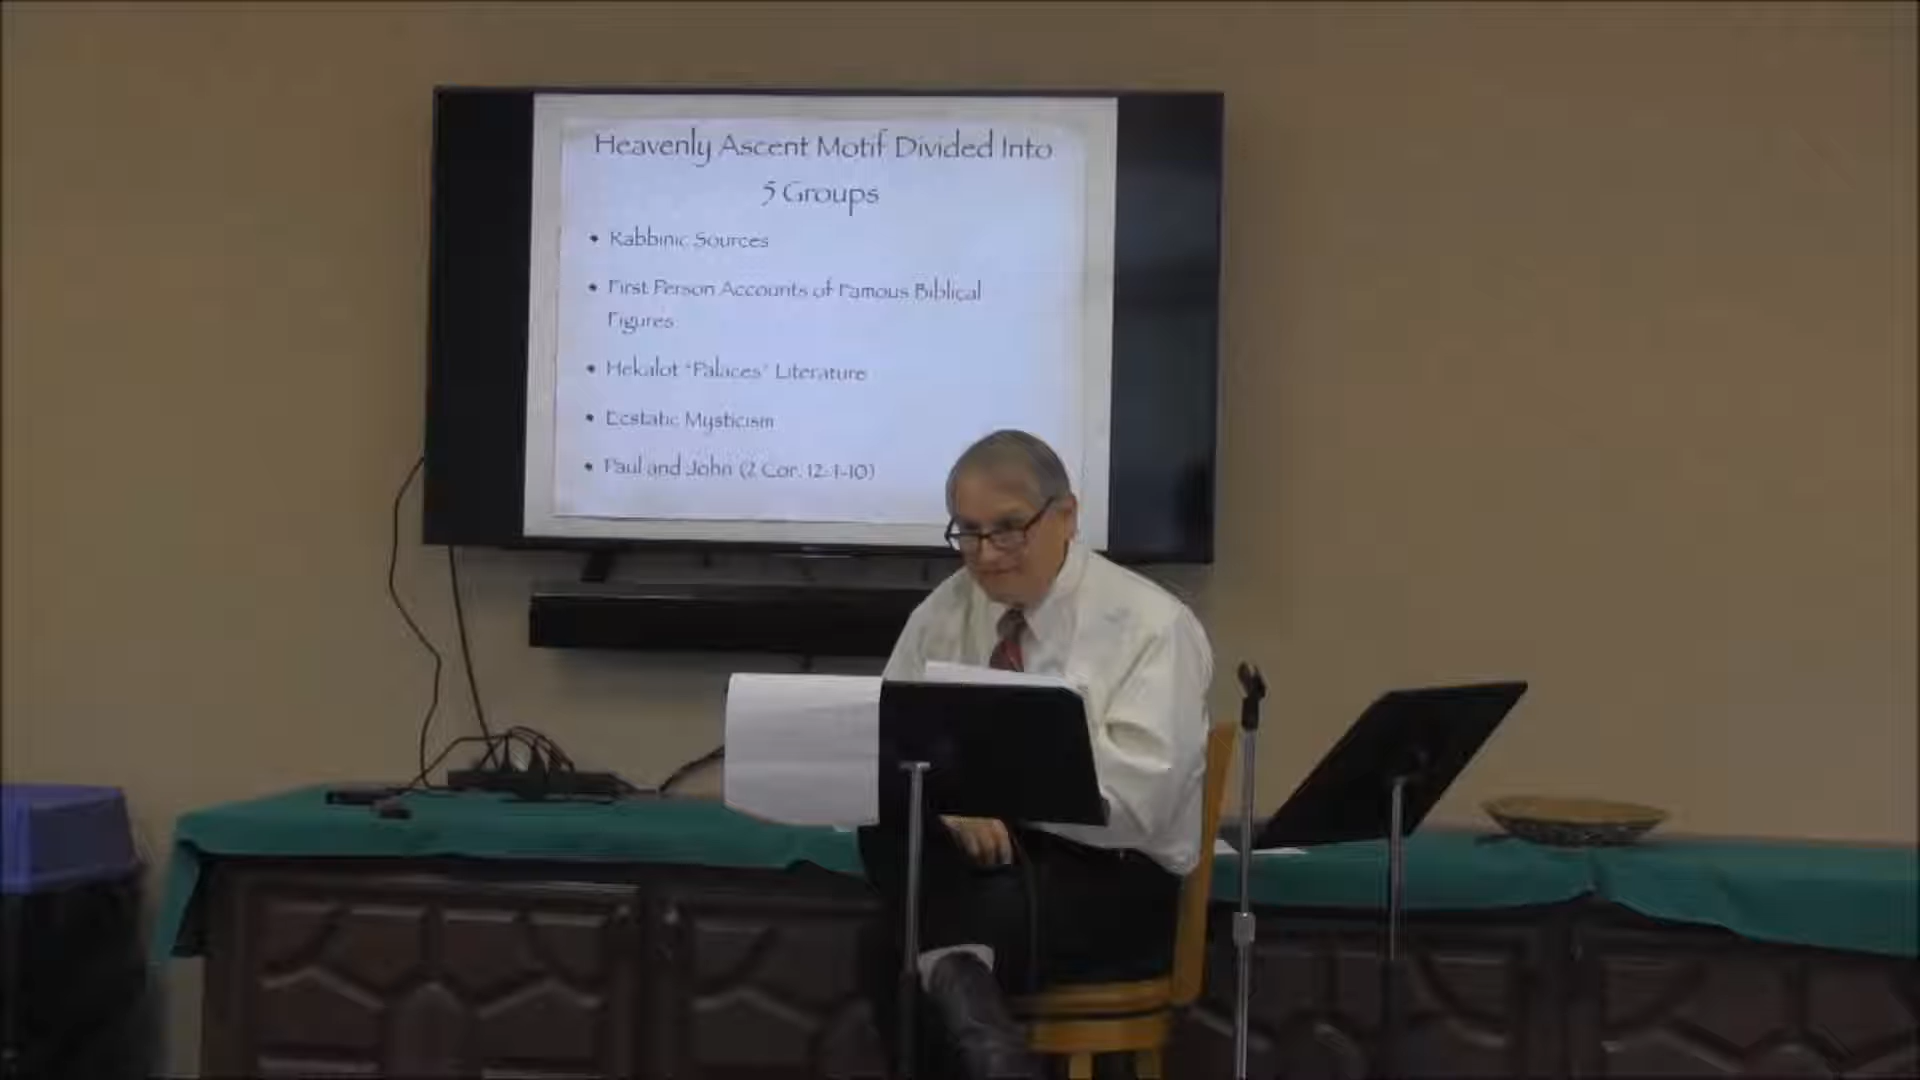 Heavenly Ascent Motif Divided Into
5 Groups
• Rabbinic Sources
• First Person Accounts of Famous Biblical
Figures
• Hekalot "Palaces" Literature
• Ecstatic Mysticism
• Paul and John (2 Cor. 12:1-10)